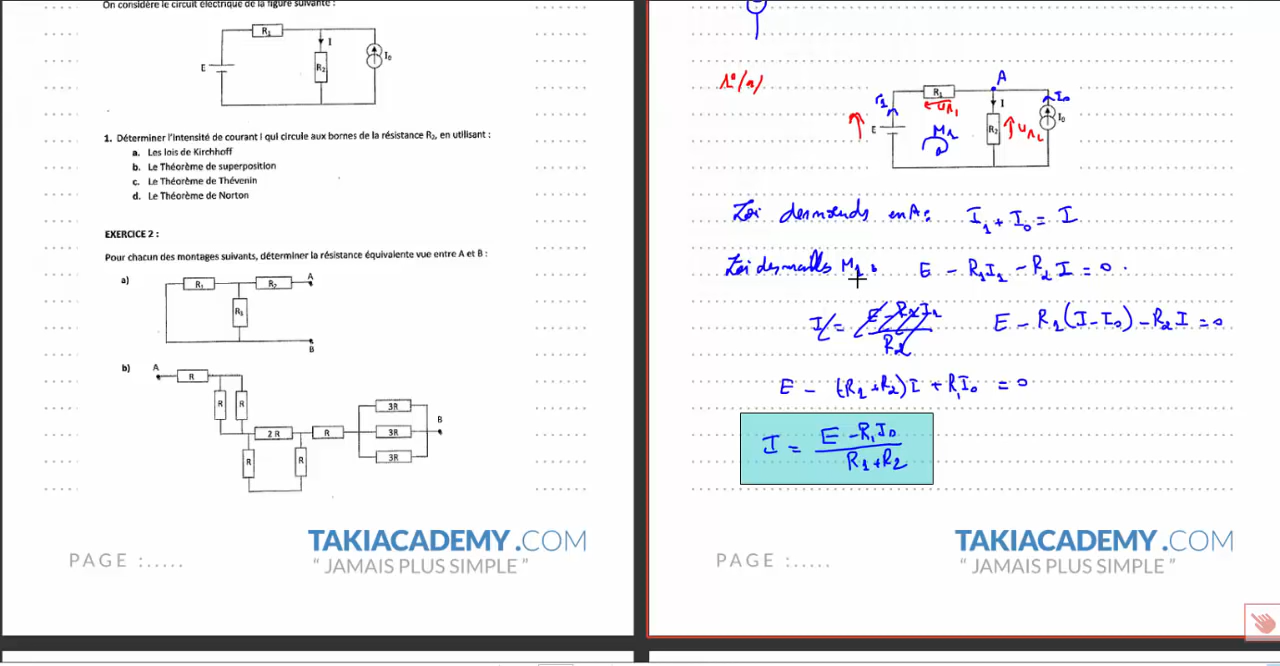 On considère le circuit électrique de la figure suivante :
R₁
I
E
R₂
I₀
1. Déterminer l'intensité de courant I qui circule aux bornes de la résistance R₂, en utilisant :
a. Les lois de Kirchhoff
b. Le Théorème de superposition
c. Le Théorème de Thévenin
d. Le Théorème de Norton
EXERCICE 2 :
Pour chacun des montages suivants, déterminer la résistance équivalente vue entre A et B :
a)
R₁
R₂
A
R₃
B
b)
A
R
R
R
3R
B
2R
R
3R
R
R
3R
TAKIACADEMY.COM
PAGE :.....
“ JAMAIS PLUS SIMPLE ”
1°/a)
A
I₁
R₁
U_R₁
I₀
E
M₁
I
R₂
U_R₂
I₀
Loi des nœuds en A : I₁ + I₀ = I
Loi des mailles M₁ : E - R₁I₁ - R₂I = 0
E - R₁(I - I₀) - R₂I = 0
E - (R₁ + R₂)I + R₁I₀ = 0
I = E - R₁I₀ / R₁ + R₂
TAKIACADEMY.COM
PAGE :.....
“ JAMAIS PLUS SIMPLE ”